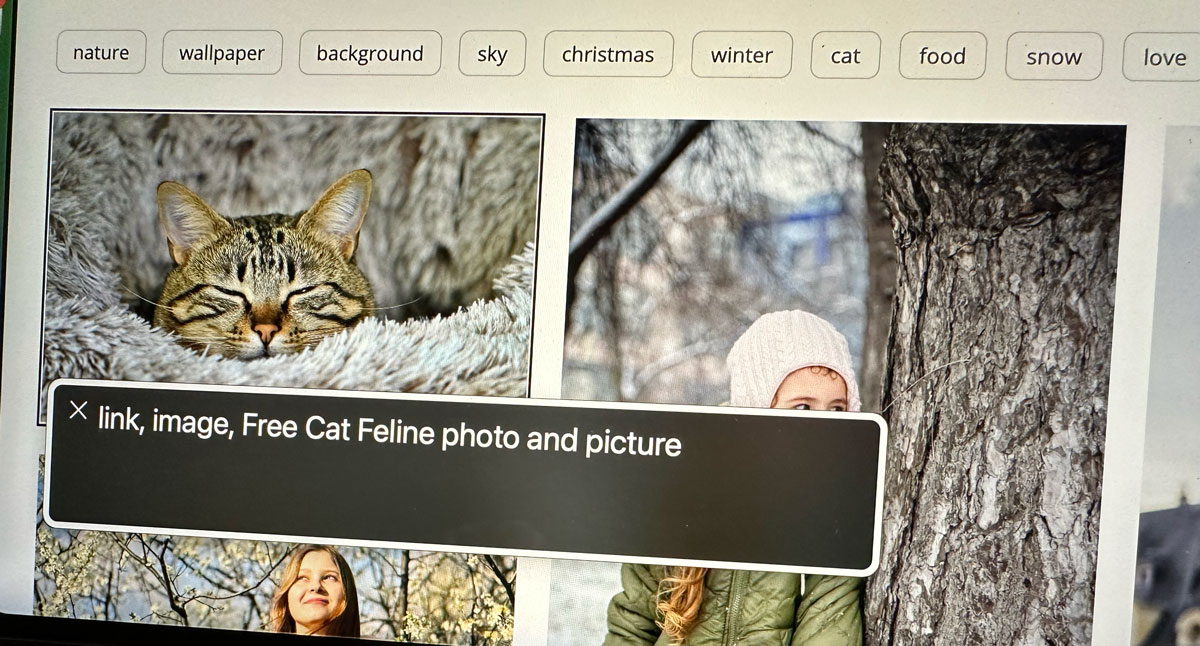 nature wallpaper background sky christmas winter cat food snow love
link, image, Free Cat Feline photo and picture